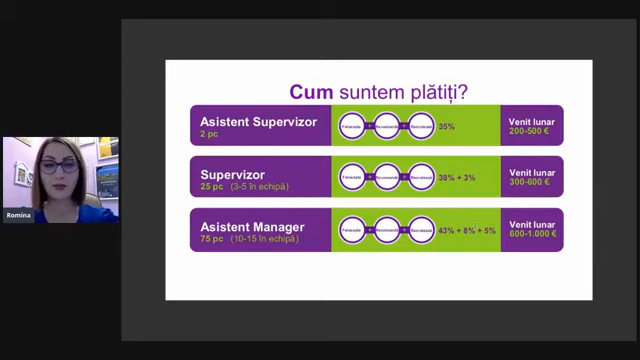 Cum suntem plătiți?
Asistent Supervizor
2 pc
Folosește + Recomandă + Recrutează
35%
Venit lunar
200-500 €
Supervizor
25 pc (3-5 în echipă)
Folosește + Recomandă + Recrutează
38% + 3%
Venit lunar
300-600 €
Asistent Manager
75 pc (10-15 în echipă)
Folosește + Recomandă + Recrutează
43% + 8% + 5%
Venit lunar
600-1.000 €
Romina